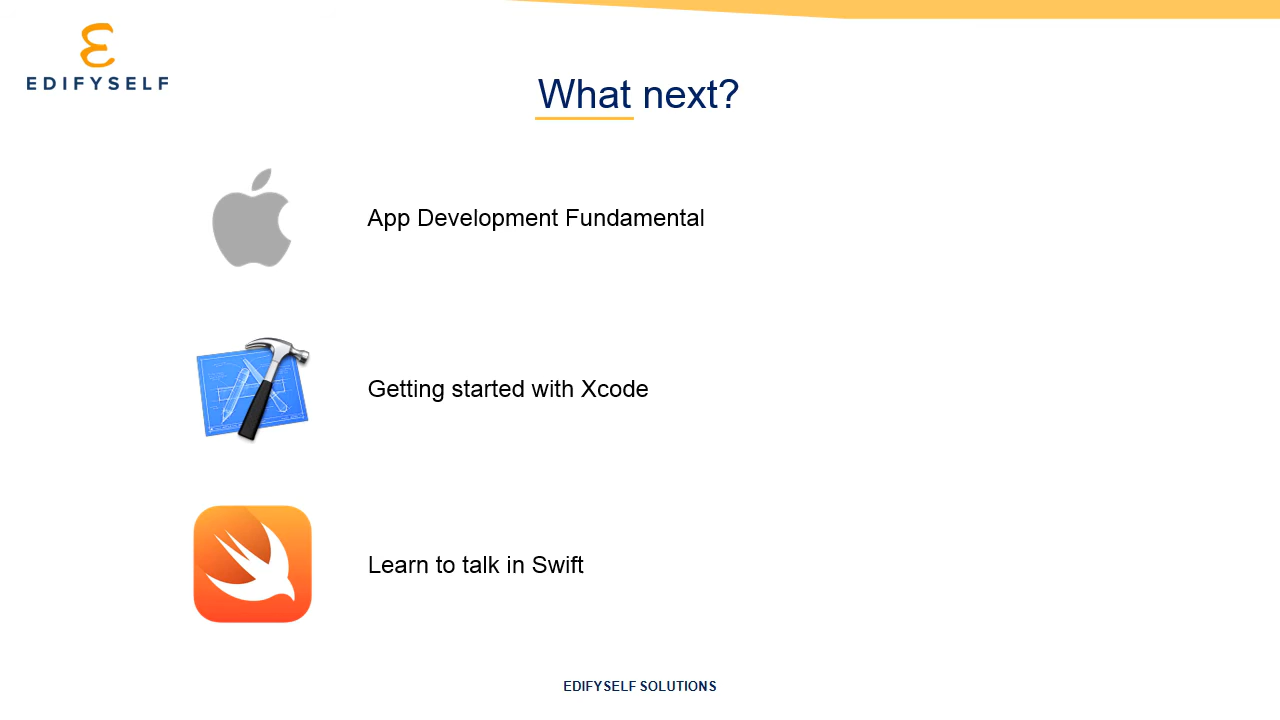 EDIFYSELF
What next?
App Development Fundamental
Getting started with Xcode
Learn to talk in Swift
EDIFYSELF SOLUTIONS